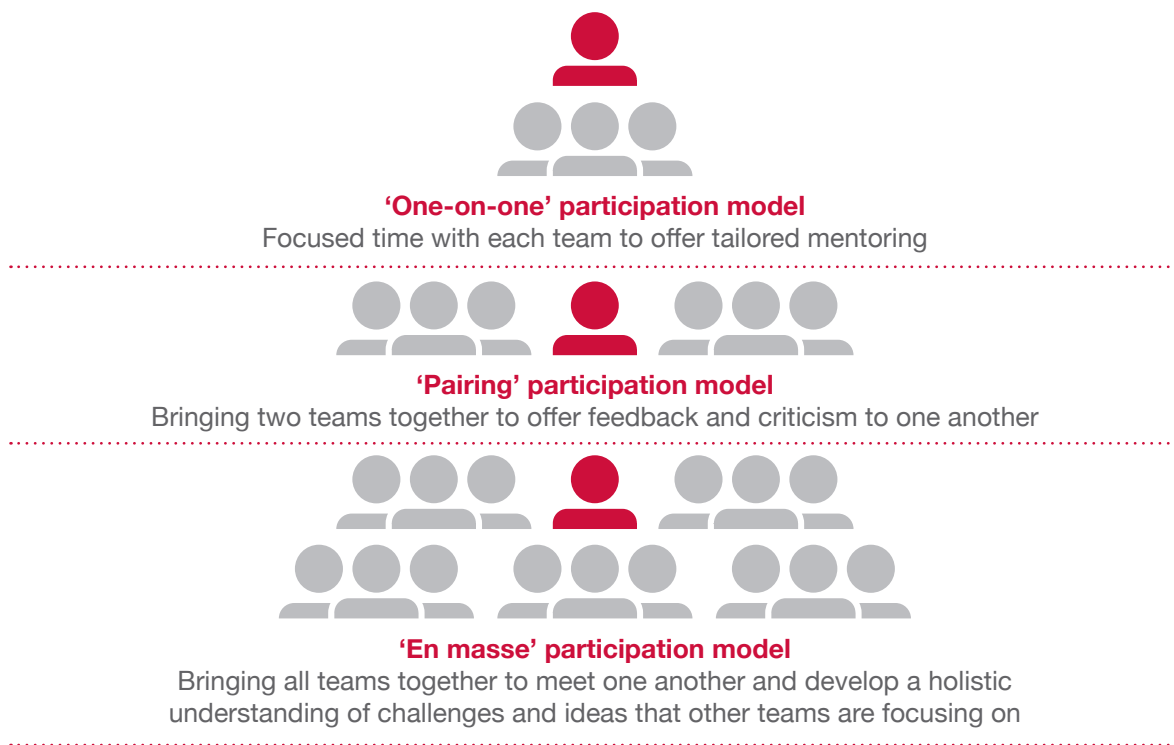 ‘One-on-one’ participation model
Focused time with each team to offer tailored mentoring
‘Pairing’ participation model
Bringing two teams together to offer feedback and criticism to one another
‘En masse’ participation model
Bringing all teams together to meet one another and develop a holistic
understanding of challenges and ideas that other teams are focusing on